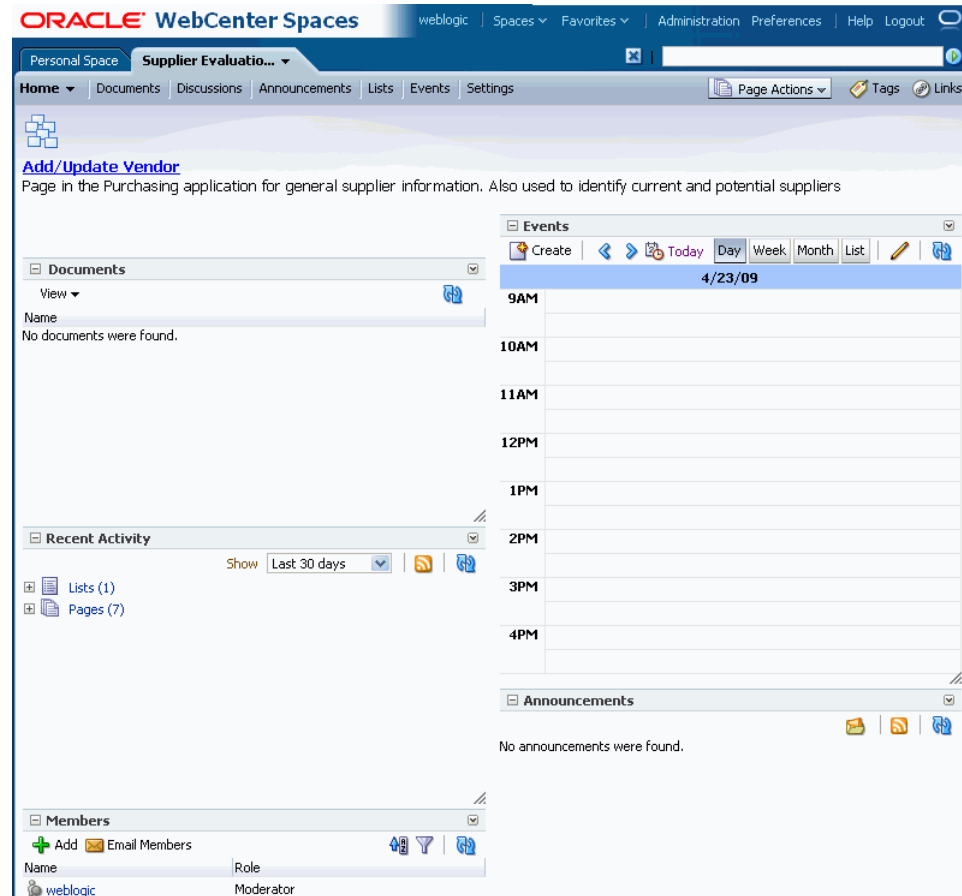 ORACLE WebCenter Spaces
weblogic Spaces Favorites Administration Preferences Help Logout
Personal Space Supplier Evaluatio...
Home Documents Discussions Announcements Lists Events Settings Page Actions Tags Links
Add/Update Vendor
Page in the Purchasing application for general supplier information. Also used to identify current and potential suppliers
Documents
View
Name
No documents were found.
Recent Activity
Show Last 30 days
Lists (1)
Pages (7)
Members
Add Email Members
Name Role
weblogic Moderator
Events
Create Today Day Week Month List
4/23/09
9AM
10AM
11AM
12PM
1PM
2PM
3PM
4PM
Announcements
No announcements were found.